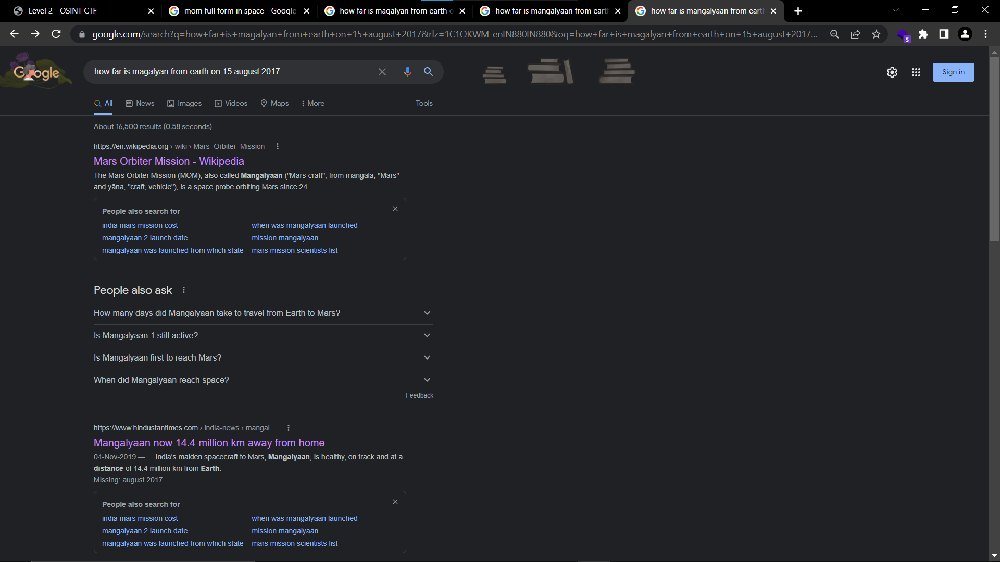 Level 2 - OSINT CTF
mom full form in space - Google
how far is magalyan from earth o
how far is mangalyaan from eart
how far is mangalyaan from eart
google.com/search?q=how+far+is+magalyan+from+earth+on+15+august+2017&rlz=1C1OKWM_enIN880IN880&oq=how+far+is+magalyan+from+earth+on+15+august+2017...
5
Google
how far is magalyan from earth on 15 august 2017
Sign in
All News Images Videos Maps More Tools
About 16,500 results (0.58 seconds)
https://en.wikipedia.org › wiki › Mars_Orbiter_Mission
Mars Orbiter Mission - Wikipedia
The Mars Orbiter Mission (MOM), also called Mangalyaan ("Mars-craft", from mangala, "Mars"
and yāna, "craft, vehicle"), is a space probe orbiting Mars since 24 ...
People also search for
india mars mission cost when was mangalyaan launched
mangalyaan 2 launch date mission mangalyaan
mangalyaan was launched from which state mars mission scientists list
People also ask
How many days did Mangalyaan take to travel from Earth to Mars?
Is Mangalyaan 1 still active?
Is Mangalyaan first to reach Mars?
When did Mangalyaan reach space?
Feedback
https://www.hindustantimes.com › india-news › mangal...
Mangalyaan now 14.4 million km away from home
04-Nov-2019 — ... India's maiden spacecraft to Mars, Mangalyaan, is healthy, on track and at a
distance of 14.4 million km from Earth.
Missing: august 2017
People also search for
india mars mission cost when was mangalyaan launched
mangalyaan 2 launch date mission mangalyaan
mangalyaan was launched from which state mars mission scientists list